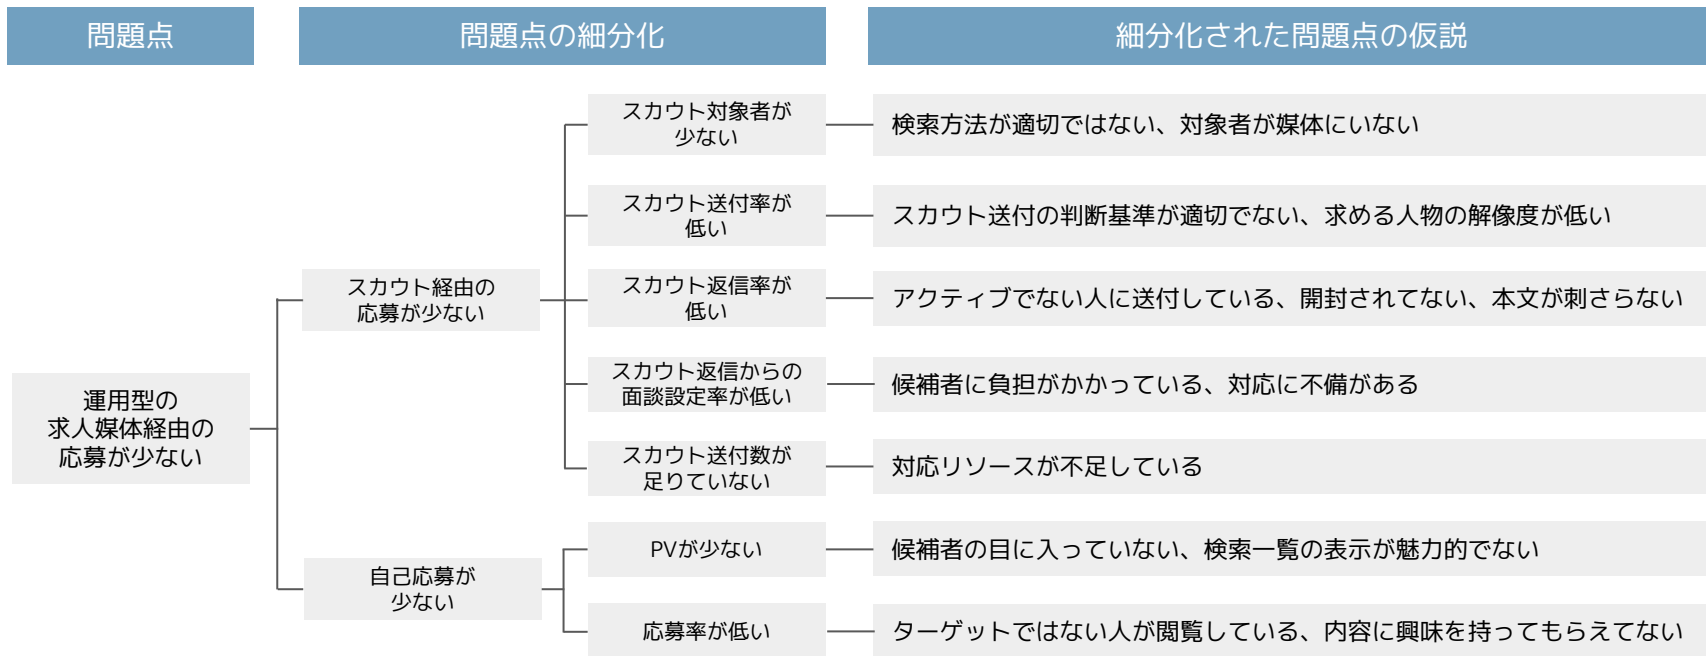 問題点
問題点の細分化
細分化された問題点の仮説
運用型の
求人媒体経由の
応募が少ない
スカウト経由の
応募が少ない
スカウト対象者が
少ない
検索方法が適切ではない、対象者が媒体にいない
スカウト送付率が
低い
スカウト送付の判断基準が適切でない、求める人物の解像度が低い
スカウト返信率が
低い
アクティブでない人に送付している、開封されてない、本文が刺さらない
スカウト返信からの
面談設定率が低い
候補者に負担がかかっている、対応に不備がある
スカウト送付数が
足りていない
対応リソースが不足している
自己応募が
少ない
PVが少ない
候補者の目に入っていない、検索一覧の表示が魅力的でない
応募率が低い
ターゲットではない人が閲覧している、内容に興味を持ってもらえてない